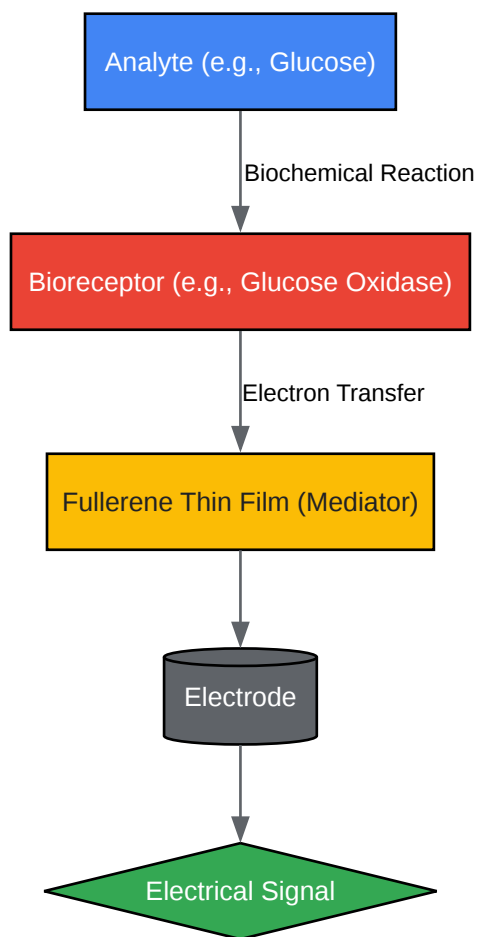 Analyte (e.g., Glucose)
Biochemical Reaction
Bioreceptor (e.g., Glucose Oxidase)
Electron Transfer
Fullerene Thin Film (Mediator)
Electrode
Electrical Signal